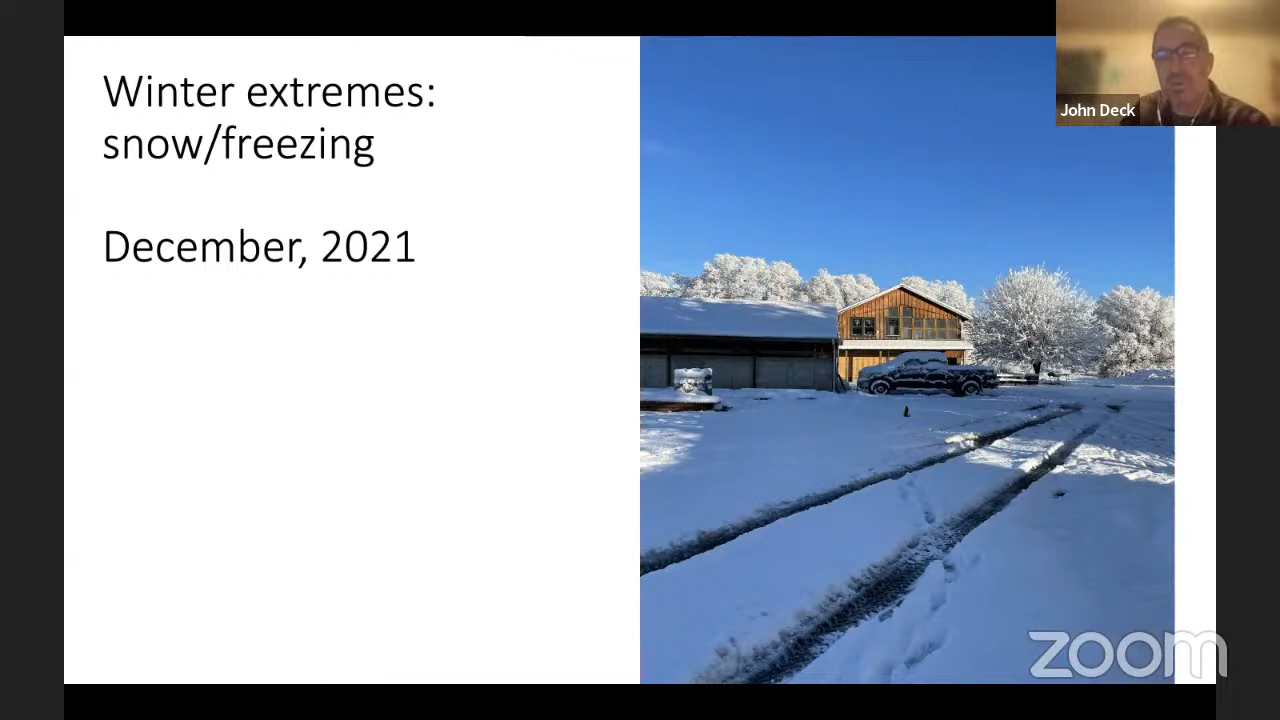 Winter extremes:
snow/freezing
December, 2021
John Deck
zoom